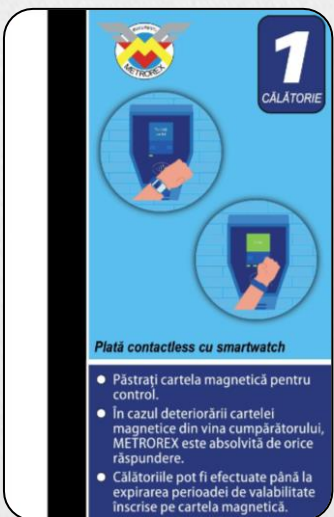 BUCUREȘTI
METROREX
1
CĂLĂTORIE
Plată contactless cu smartwatch
Păstrați cartela magnetică pentru
control.
În cazul deteriorării cartelei
magnetice din vina cumpărătorului,
METROREX este absolvită de orice
răspundere.
Călătoriile pot fi efectuate până la
expirarea perioadei de valabilitate
înscrise pe cartela magnetică.